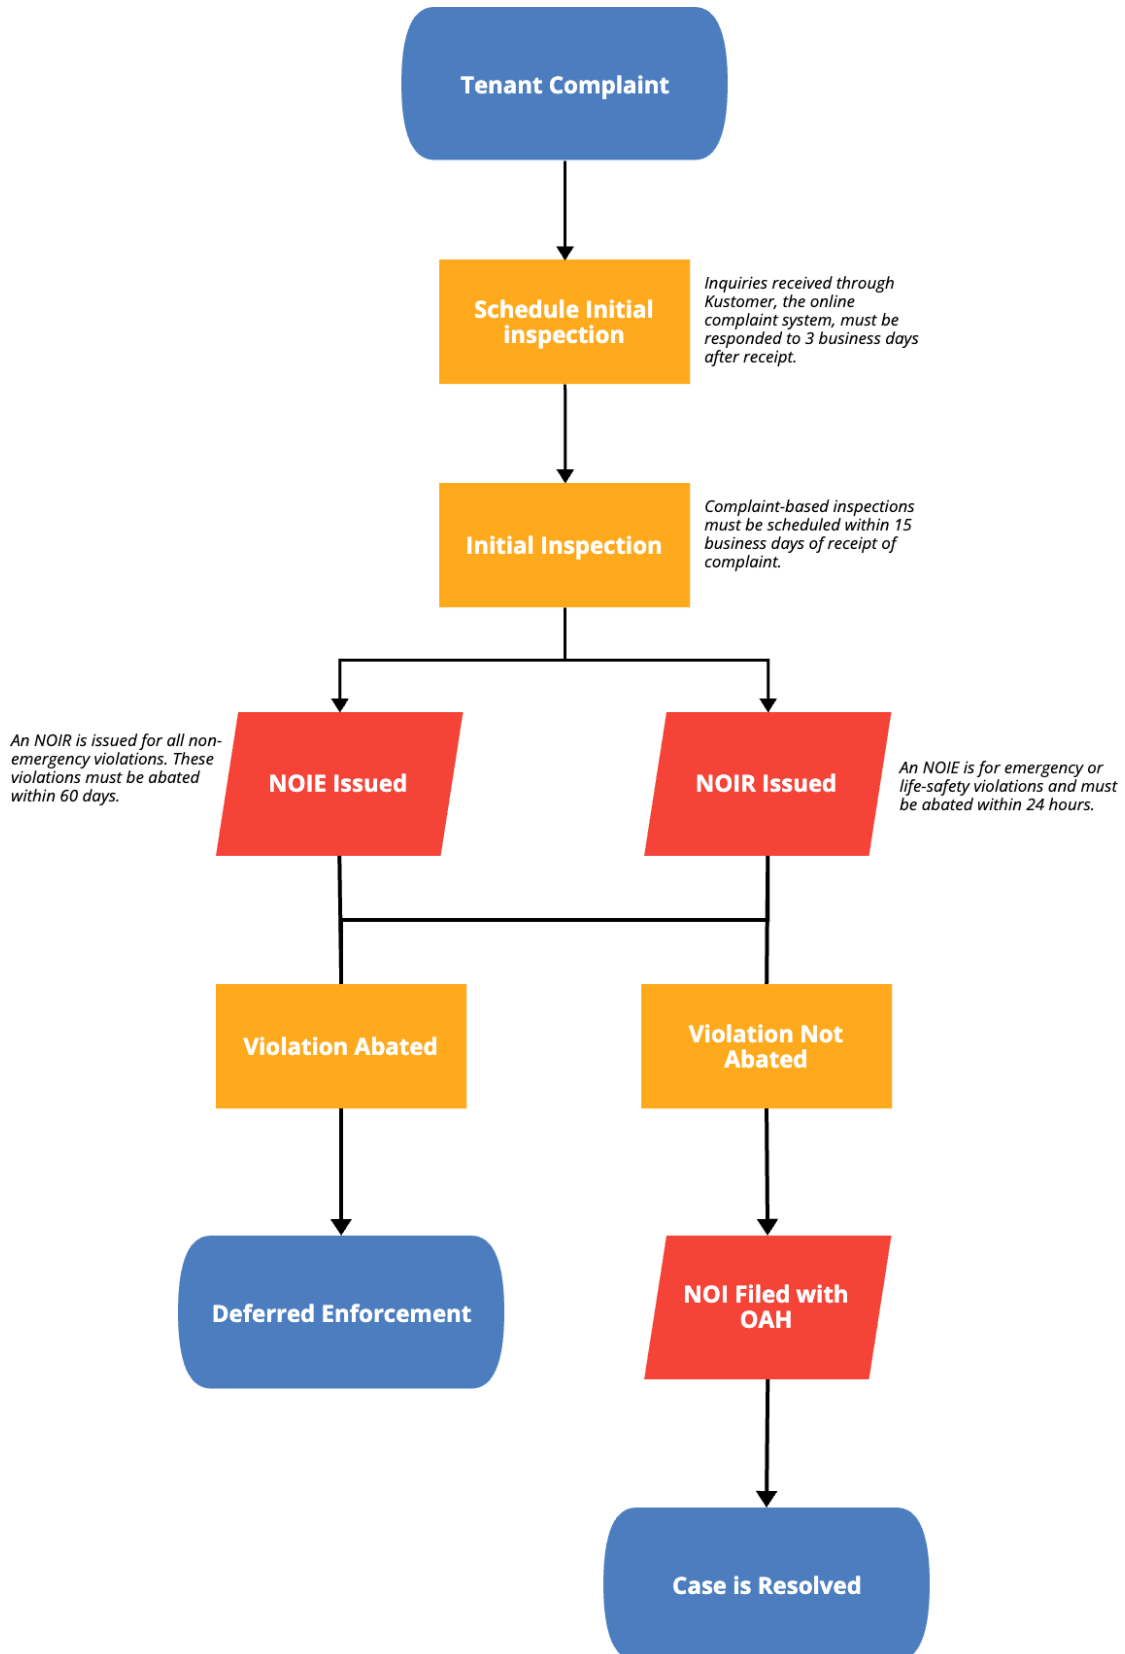 Tenant Complaint
Schedule Initial
inspection
Inquiries received through
Kustomer, the online
complaint system, must be
responded to 3 business days
after receipt.
Initial Inspection
Complaint-based inspections
must be scheduled within 15
business days of receipt of
complaint.
An NOIR is issued for all non-
emergency violations. These
violations must be abated
within 60 days.
NOIE Issued
NOIR Issued
An NOIE is for emergency or
life-safety violations and must
be abated within 24 hours.
Violation Abated
Violation Not
Abated
Deferred Enforcement
NOI Filed with
OAH
Case is Resolved